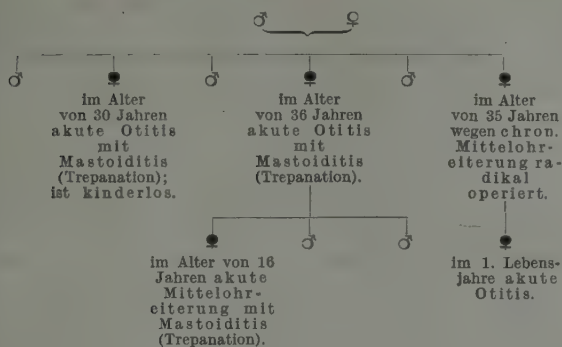 ♂ ♀
♂ ♀ ♂ ♀ ♂ ♀
im Alter
von 30 Jahren
akute Otitis
mit
Mastoiditis
(Trepanation);
ist kinderlos.
im Alter
von 36 Jahren
akute Otitis
mit
Mastoiditis
(Trepanation).
im Alter
von 35 Jahren
wegen chron.
Mittelohr-
eiterung ra-
dikal
operiert.
♀ ♂ ♂ ♀
im Alter von 16
Jahren akute
Mittelohr-
eiterung mit
Mastoiditis
(Trepanation).
im 1. Lebens-
jahre akute
Otitis.